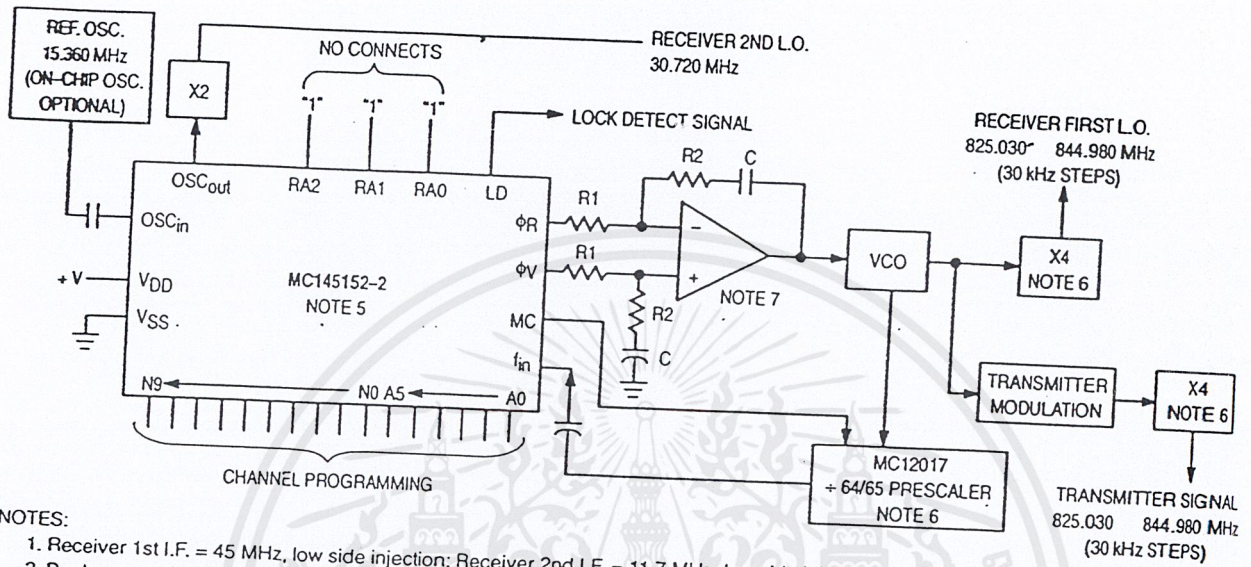 REF. OSC.
15.360 MHz
(ON–CHIP OSC.
OPTIONAL)
X2
NO CONNECTS
"1" "1" "1"
RECEIVER 2ND L.O.
30.720 MHz
LOCK DETECT SIGNAL
RECEIVER FIRST L.O.
825.030 844.980 MHz
(30 kHz STEPS)
OSCout
RA2
RA1
RA0
LD
OSCin
+ V
VDD
VSS
MC145152–2
NOTE 5
ϕR
ϕV
MC
fin
R1
R1
R2
C
R2
C
–
+
NOTE 7
VCO
X4
NOTE 6
N9
N0 A5
A0
CHANNEL PROGRAMMING
TRANSMITTER
MODULATION
X4
NOTE 6
MC12017
÷ 64/65 PRESCALER
NOTE 6
TRANSMITTER SIGNAL
825.030 844.980 MHz
(30 kHz STEPS)
NOTES:
1. Receiver 1st I.F. = 45 MHz, low side injection; Receiver 2nd I.F. = 11.7 MHz,